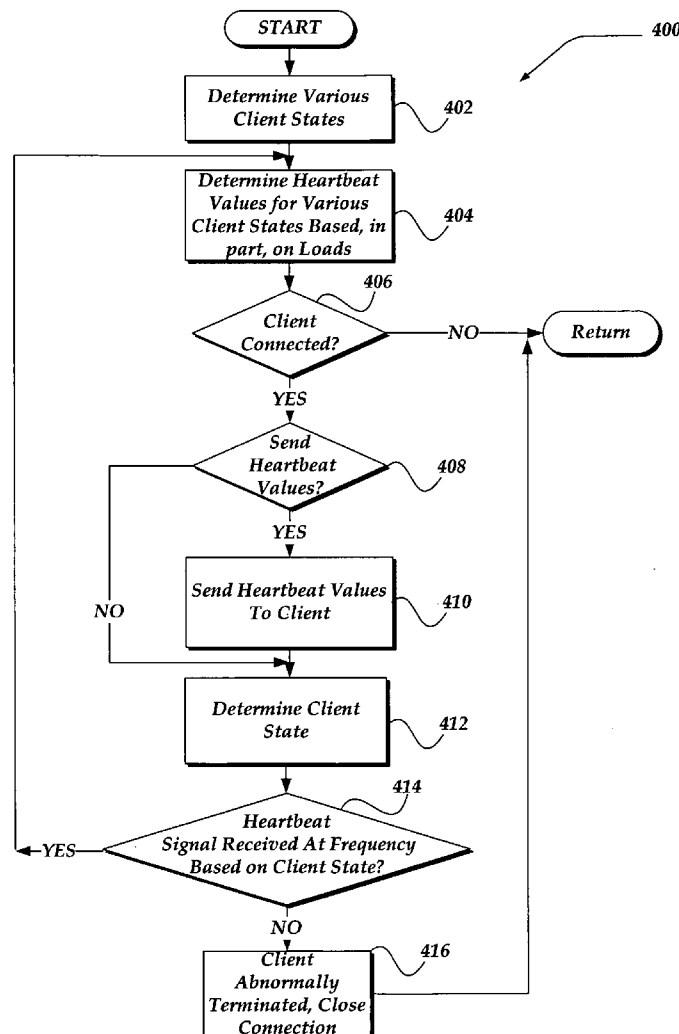 START
400
Determine Various
Client States
402
Determine Heartbeat
Values for Various
Client States Based, in
part, on Loads
404
406
Client
Connected?
NO
Return
YES
Send
Heartbeat
Values?
408
YES
Send Heartbeat Values
To Client
410
NO
Determine Client
State
412
414
Heartbeat
Signal Received At Frequency
Based on Client State?
YES
NO
416
Client
Abnormally
Terminated, Close
Connection